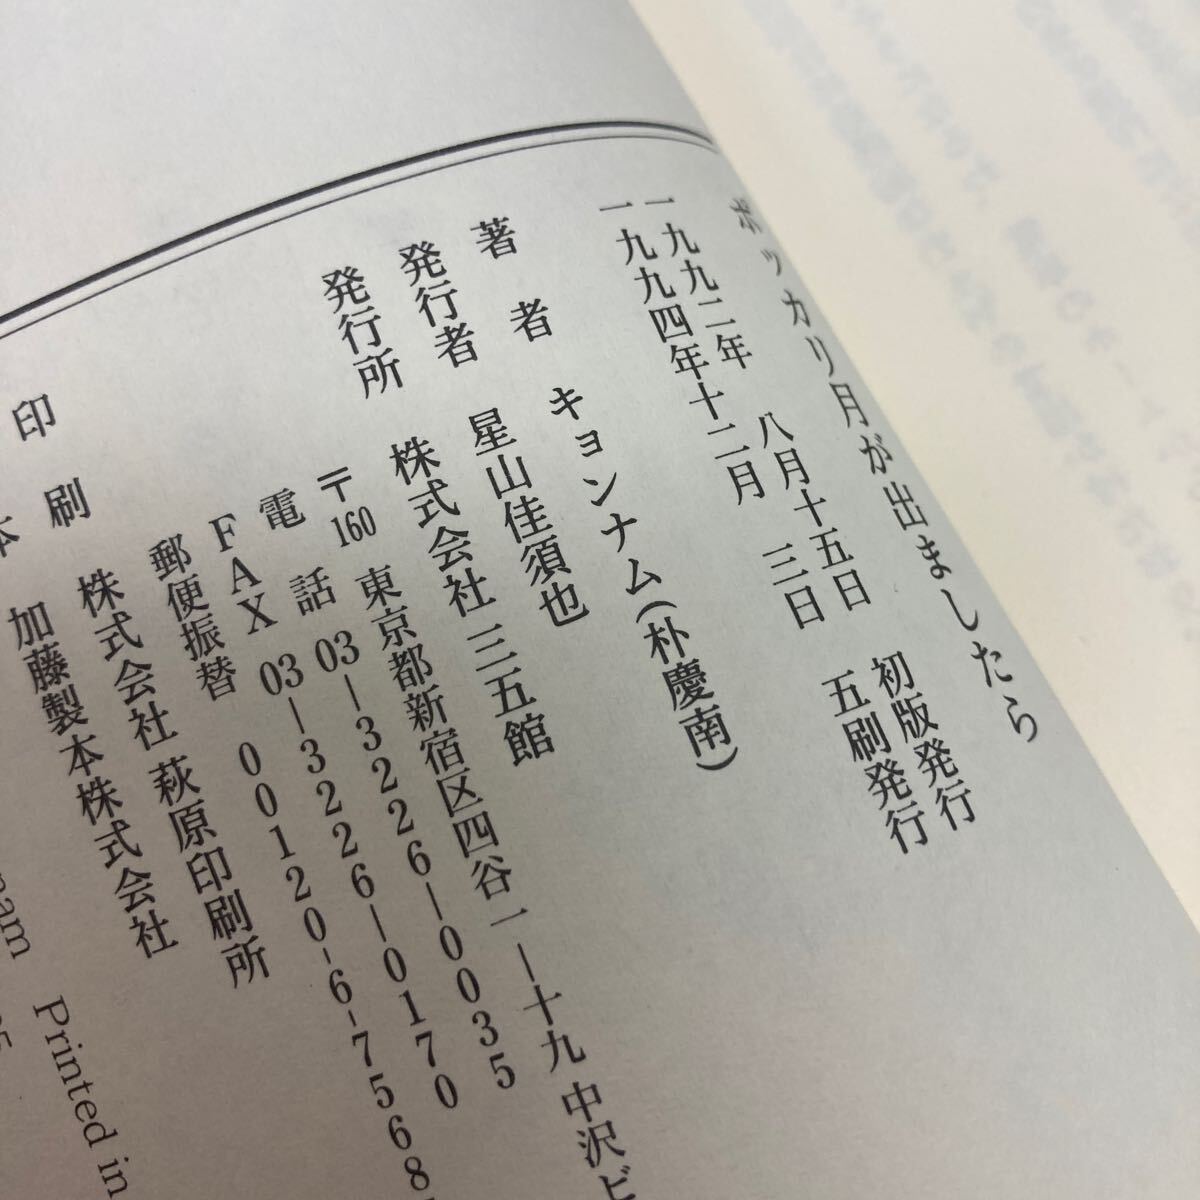 ポッカリ月が出ましたら
一九九二年 八月十五日 初版発行
一九九四年十二月 三日 五刷発行
著者 キョンナム(朴慶南)
発行者 星山佳須也
発行所 株式会社 三五館
〒160 東京都新宿区四谷一―十九 中沢ビ
電話 03―3226―0035
FAX 03―3226―0170
郵便振替 00120-6-7568
印刷 株式会社 萩原印刷所
本 加藤製本株式会社
nam Printed in